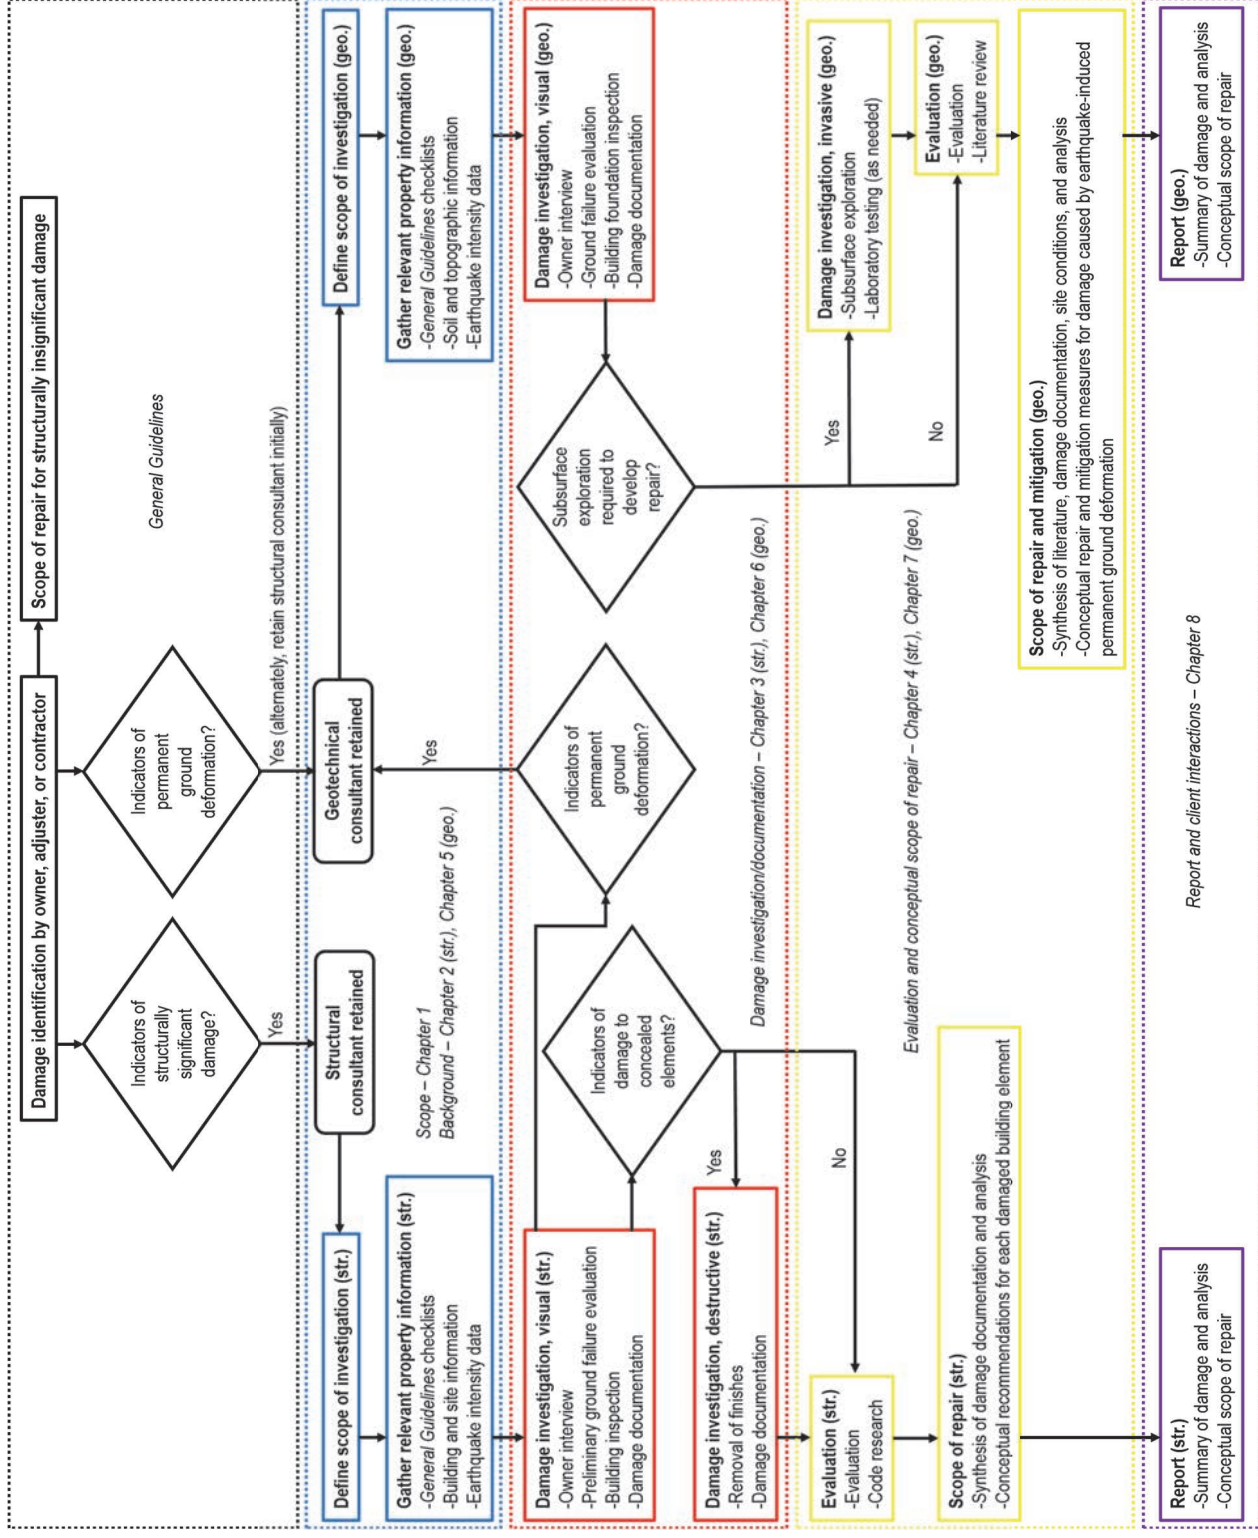 Damage identification by owner, adjuster, or contractor
Scope of repair for structurally insignificant damage
Indicators of
structurally
significant
damage?
Indicators of
permanent
ground
deformation?
General Guidelines
Yes
Yes (alternately, retain structural consultant initially)
Define scope of investigation (str.)
Structural
consultant retained
Geotechnical
consultant retained
Define scope of investigation (geo.)
Gather relevant property information (str.)
-General Guidelines checklists
-Building and site information
-Earthquake intensity data
Scope – Chapter 1
Background – Chapter 2 (str.), Chapter 5 (geo.)
Yes
Gather relevant property information (geo.)
-General Guidelines checklists
-Soil and topographic information
-Earthquake intensity data
Damage investigation, visual (str.)
-Owner interview
-Preliminary ground failure evaluation
-Building inspection
-Damage documentation
Indicators of
damage to
concealed
elements?
Indicators of
permanent
ground
deformation?
Subsurface
exploration
required to
develop
repair?
Damage investigation, visual (geo.)
-Owner interview
-Ground failure evaluation
-Building foundation inspection
-Damage documentation
Damage investigation, destructive (str.)
-Removal of finishes
-Damage documentation
Yes
Damage investigation/documentation – Chapter 3 (str.), Chapter 6 (geo.)
No
Yes
Damage investigation, invasive (geo.)
-Subsurface exploration
-Laboratory testing (as needed)
Evaluation (str.)
-Evaluation
-Code research
Evaluation and conceptual scope of repair – Chapter 4 (str.), Chapter 7 (geo.)
No
Evaluation (geo.)
-Evaluation
-Literature review
Scope of repair (str.)
-Synthesis of damage documentation and analysis
-Conceptual recommendations for each damaged building element
Scope of repair and mitigation (geo.)
-Synthesis of literature, damage documentation, site conditions, and analysis
-Conceptual repair and mitigation measures for damage caused by earthquake-induced
permanent ground deformation
Report (str.)
-Summary of damage and analysis
-Conceptual scope of repair
Report and client interactions – Chapter 8
Report (geo.)
-Summary of damage and analysis
-Conceptual scope of repair